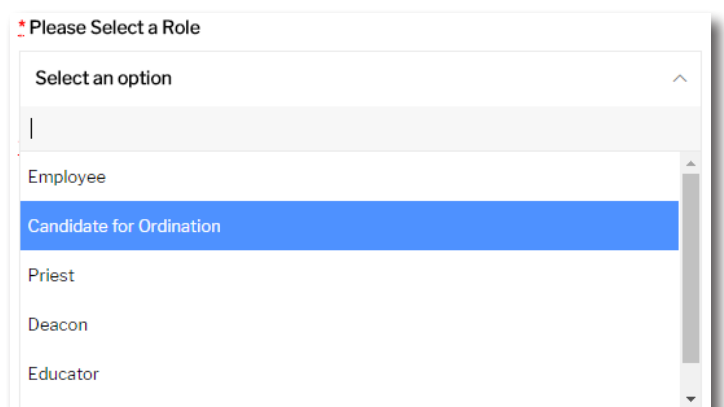 * Please Select a Role
Select an option
Employee
Candidate for Ordination
Priest
Deacon
Educator